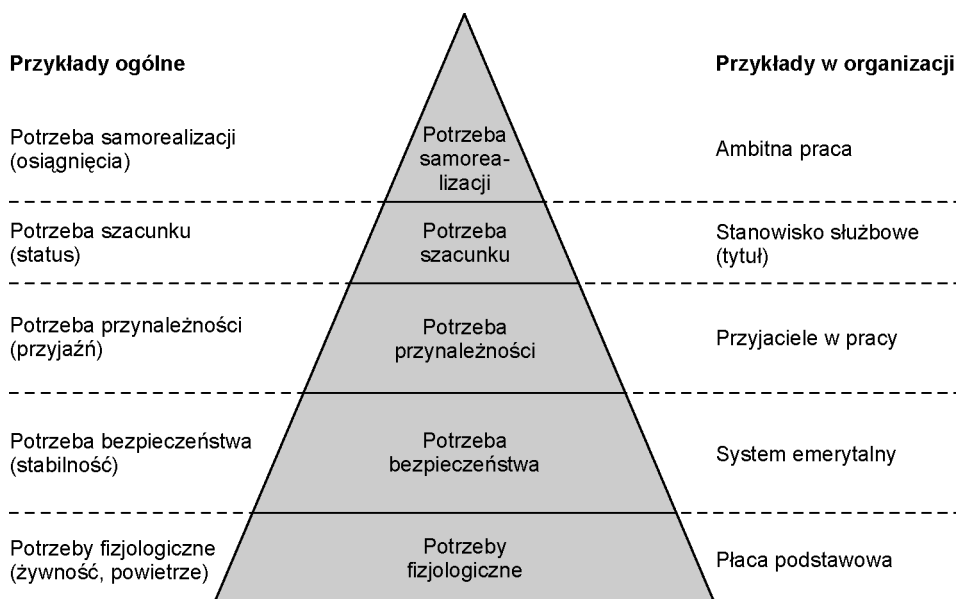 Przykłady ogólne
Przykłady w organizacji
Potrzeba samorealizacji
(osiągnięcia)
Potrzeba
samorea-
lizacji
Ambitna praca
Potrzeba szacunku
(status)
Potrzeba
szacunku
Stanowisko służbowe
(tytuł)
Potrzeba przynależności
(przyjaźń)
Potrzeba
przynależności
Przyjaciele w pracy
Potrzeba bezpieczeństwa
(stabilność)
Potrzeba
bezpieczeństwa
System emerytalny
Potrzeby fizjologiczne
(żywność, powietrze)
Potrzeby
fizjologiczne
Płaca podstawowa